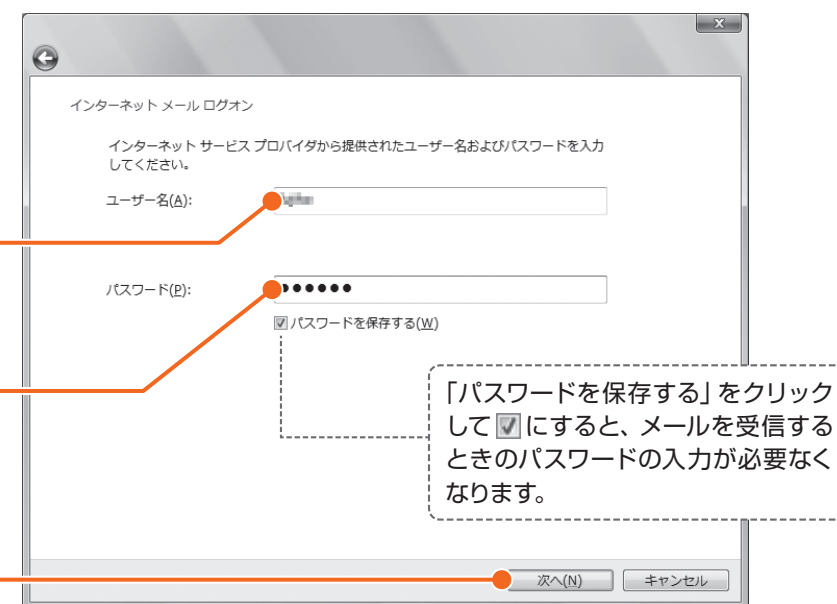 インターネット メール ログオン
インターネット サービス プロバイダから提供されたユーザー名およびパスワードを入力
してください。
ユーザー名(A):
パスワード(P):
●●●●●●
パスワードを保存する(W)
「パスワードを保存する」をクリック
して にすると、メールを受信する
ときのパスワードの入力が必要なく
なります。
次へ(N)
キャンセル